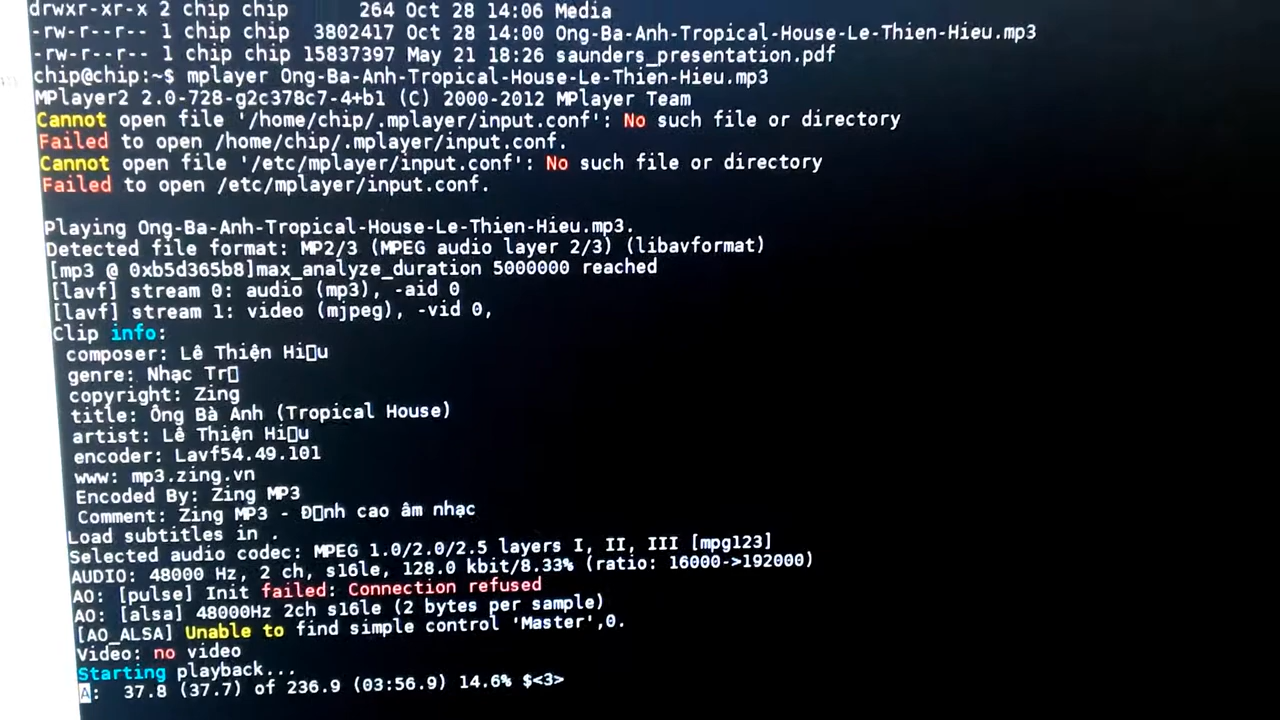 drwxr-xr-x 2 chip chip      264 Oct 28 14:06 Media
-rw-r--r-- 1 chip chip  3802417 Oct 28 14:00 Ong-Ba-Anh-Tropical-House-Le-Thien-Hieu.mp3
-rw-r--r-- 1 chip chip 15837397 May 21 18:26 saunders_presentation.pdf
chip@chip:~$ mplayer Ong-Ba-Anh-Tropical-House-Le-Thien-Hieu.mp3
MPlayer2 2.0-728-g2c378c7-4+b1 (C) 2000-2012 MPlayer Team
Cannot open file '/home/chip/.mplayer/input.conf': No such file or directory
Failed to open /home/chip/.mplayer/input.conf.
Cannot open file '/etc/mplayer/input.conf': No such file or directory
Failed to open /etc/mplayer/input.conf.
Playing Ong-Ba-Anh-Tropical-House-Le-Thien-Hieu.mp3.
Detected file format: MP2/3 (MPEG audio layer 2/3) (libavformat)
[mp3 @ 0xb5d365b8]max_analyze_duration 5000000 reached
[lavf] stream 0: audio (mp3), -aid 0
[lavf] stream 1: video (mjpeg), -vid 0,
Clip info:
composer: Lê Thiện Hi▯u
genre: Nhạc Tr▯
copyright: Zing
title: Ông Bà Anh (Tropical House)
artist: Lê Thiện Hi▯u
encoder: Lavf54.49.101
www: mp3.zing.vn
Encoded By: Zing MP3
Comment: Zing MP3 - Đ▯nh cao âm nhạc
Load subtitles in .
Selected audio codec: MPEG 1.0/2.0/2.5 layers I, II, III [mpg123]
AUDIO: 48000 Hz, 2 ch, s16le, 128.0 kbit/8.33% (ratio: 16000->192000)
AO: [pulse] Init failed: Connection refused
AO: [alsa] 48000Hz 2ch s16le (2 bytes per sample)
[AO_ALSA] Unable to find simple control 'Master',0.
Video: no video
Starting playback...
A:  37.8 (37.7) of 236.9 (03:56.9) 14.6% $<3>